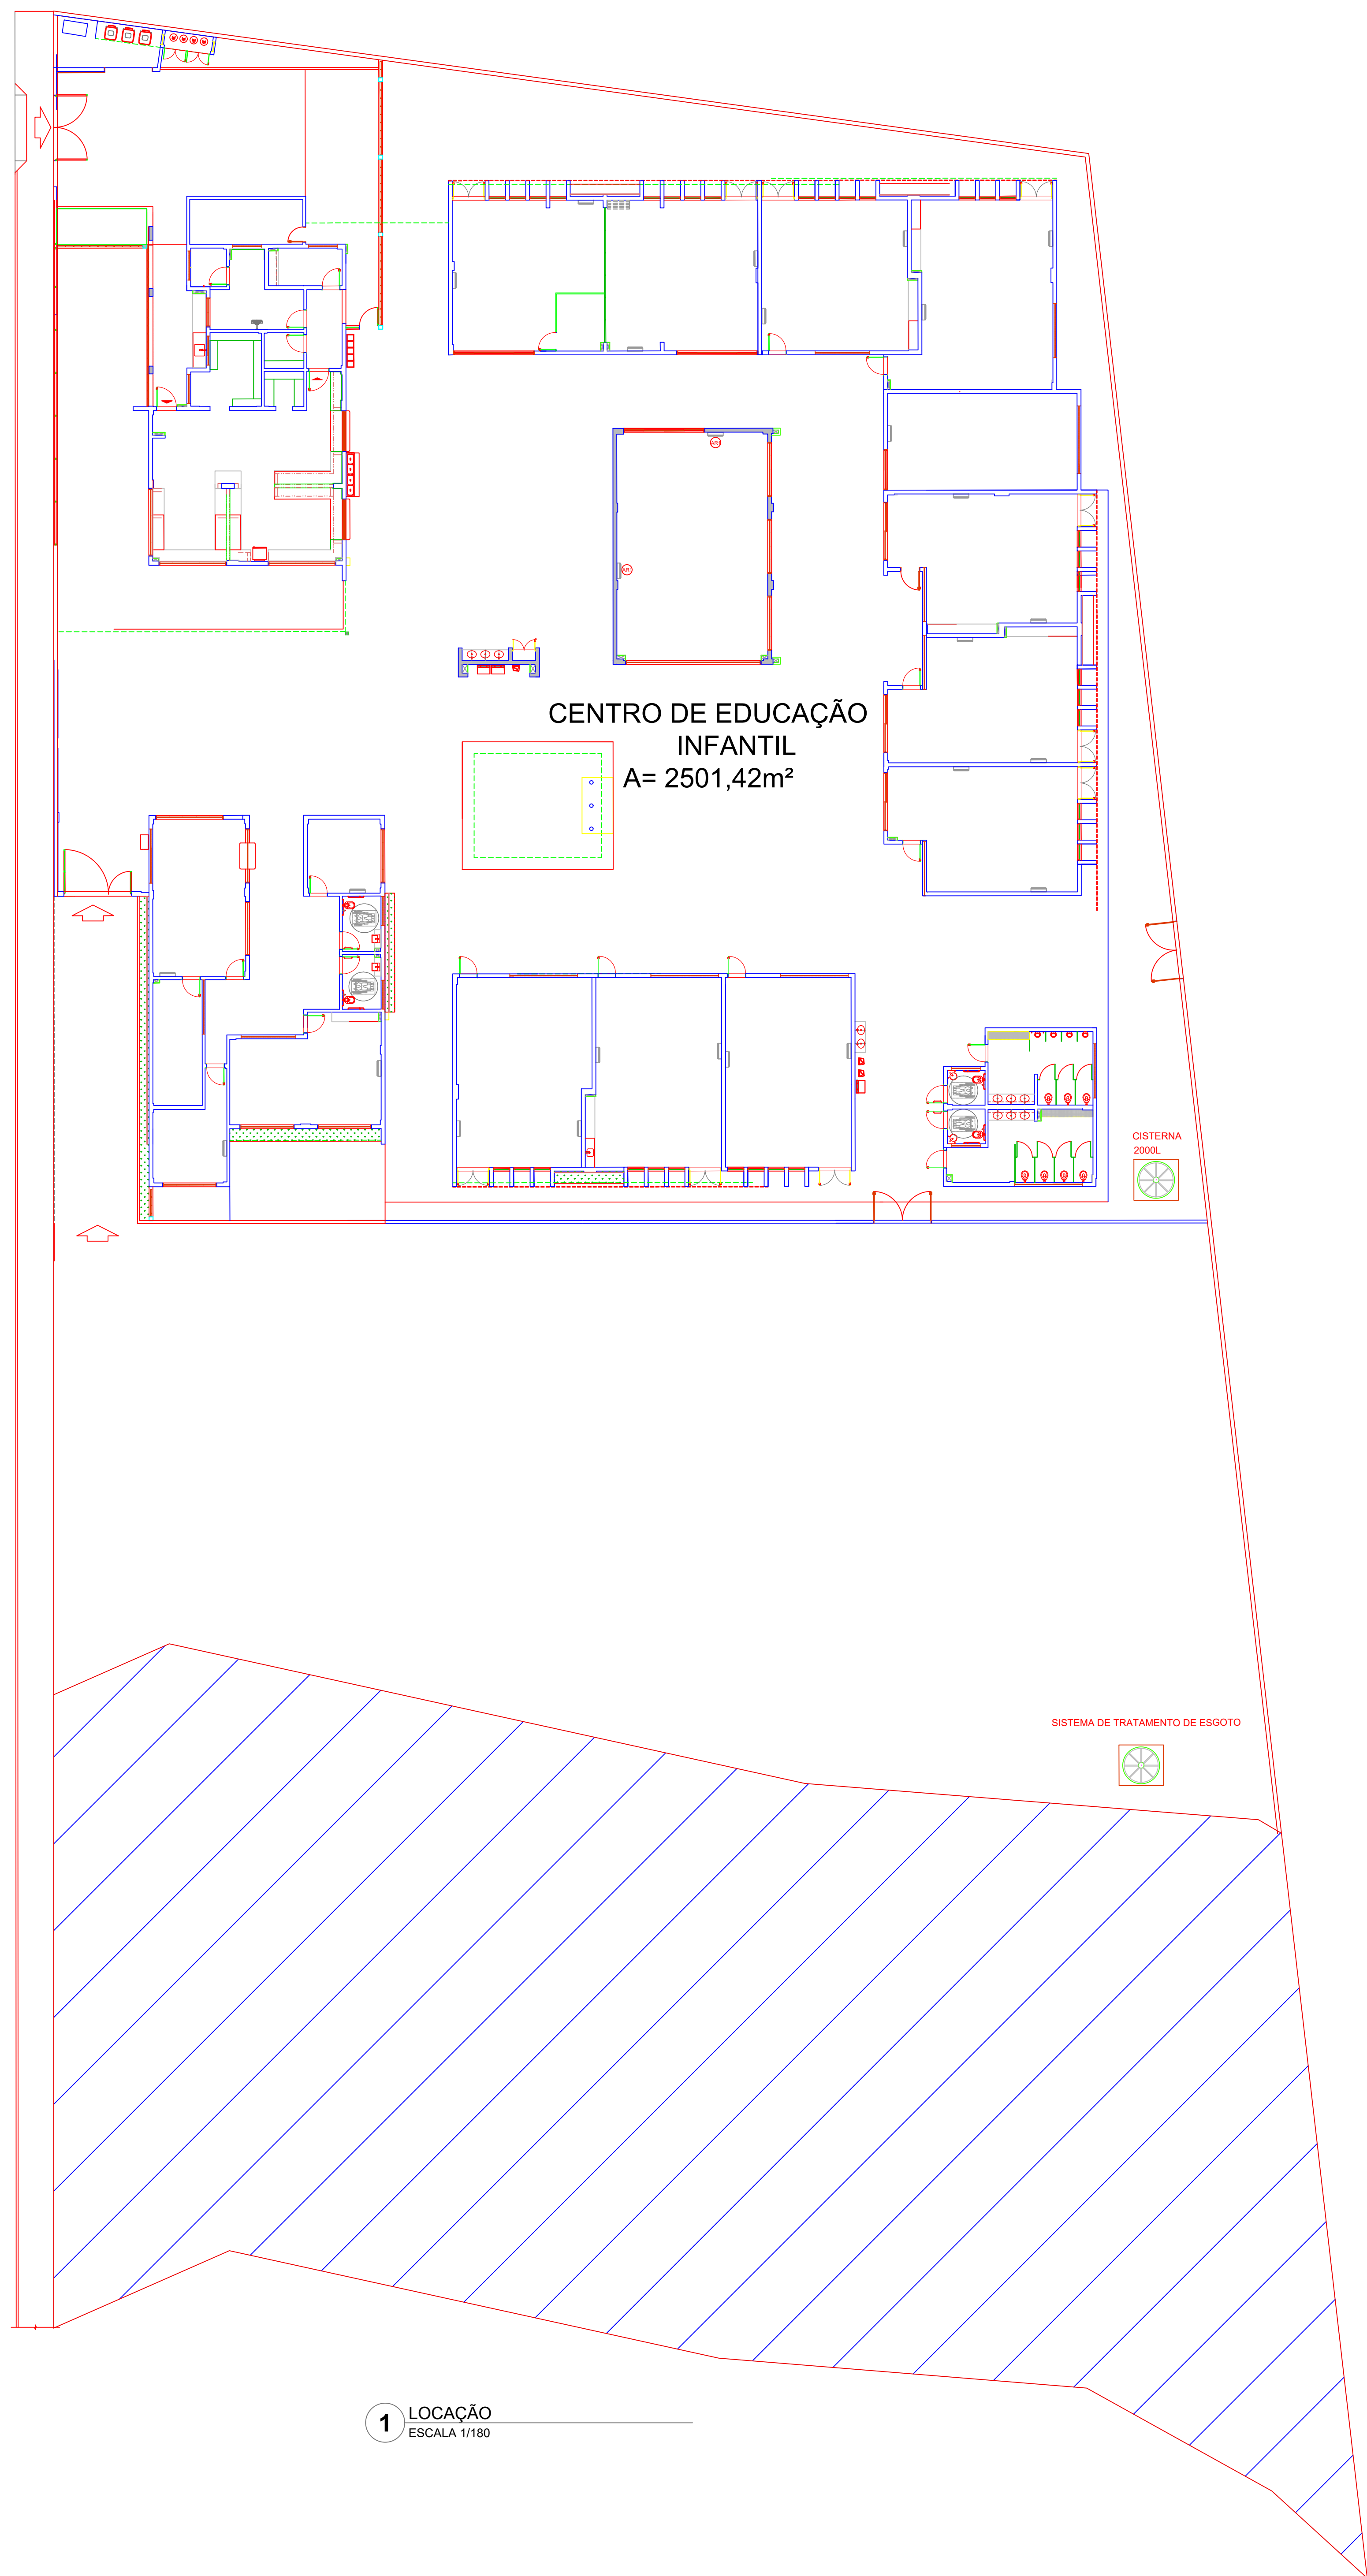 CENTRO DE EDUCAÇÃO
INFANTIL
A= 2501,42m²
CISTERNA
2000L
SISTEMA DE TRATAMENTO DE ESGOTO
1
LOCAÇÃO
ESCALA 1/180